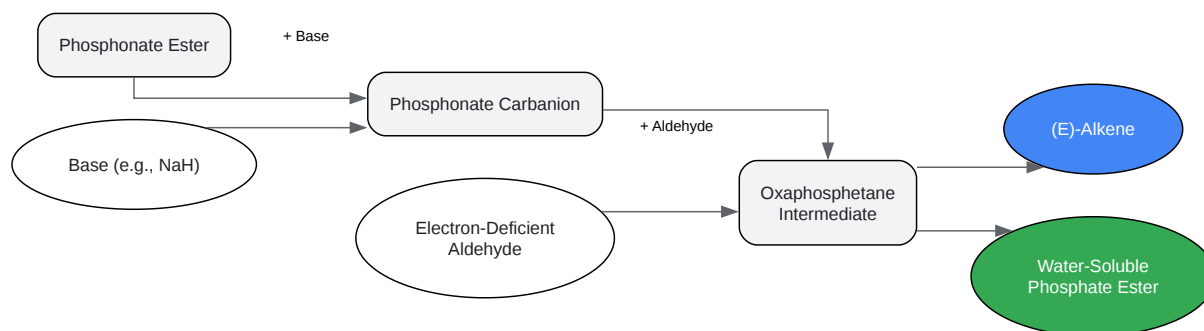 Phosphonate Ester
+ Base
Phosphonate Carbanion
Base (e.g., NaH)
+ Aldehyde
(E)-Alkene
Electron-Deficient
Aldehyde
Oxaphosphetane
Intermediate
Water-Soluble
Phosphate Ester